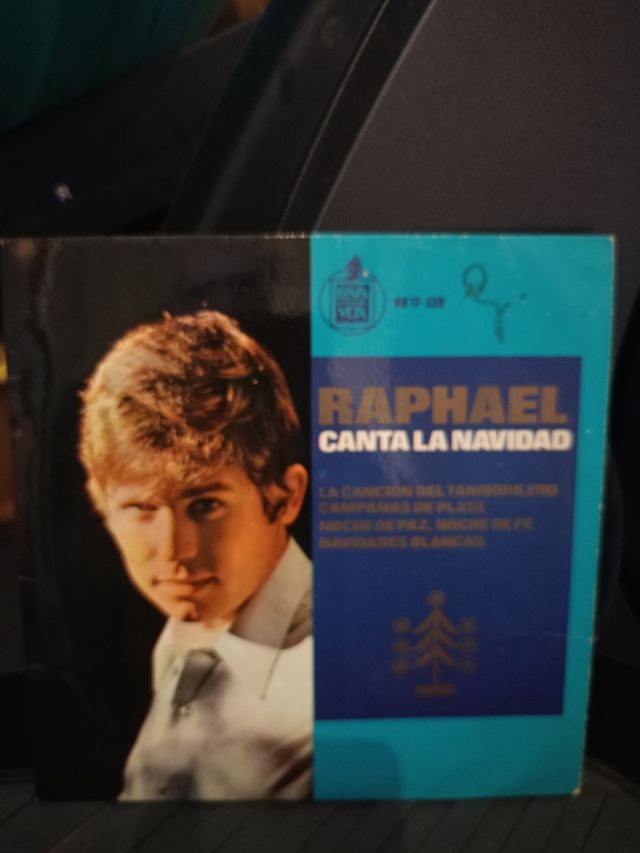 VOX
HH 17-339
RAPHAEL
CANTA LA NAVIDAD
LA CANCION DEL TAMBORILERO
CAMPANAS DE PLATA
NOCHE DE PAZ, NOCHE DE FE
NAVIDADES BLANCAS